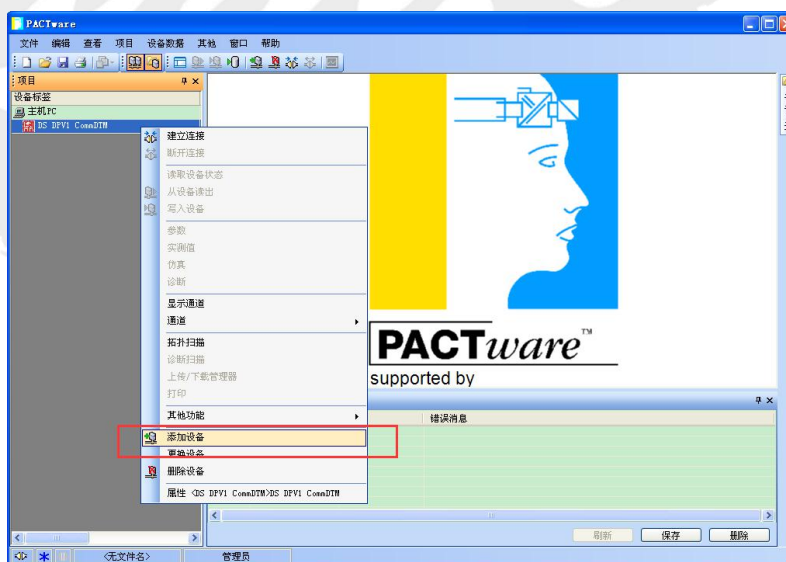 PACTware
文件 编辑 查看 项目 设备数据 其他 窗口 帮助
项目
设备标签
主机PC
DS DPV1 CommDTM
建立连接
断开连接
读取设备状态
从设备读出
写入设备
参数
实测值
仿真
诊断
显示通道
通道
拓扑扫描
诊断扫描
上传/下载管理器
打印
其他功能
添加设备
更换设备
删除设备
属性 <DS DPV1 CommDTM>DS DPV1 CommDTM
PACTware™
supported by
错误消息
刷新 保存 删除
<无文件名> 管理员